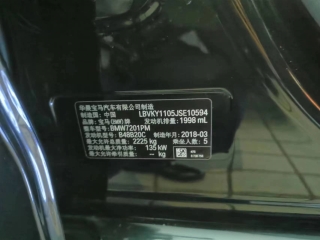 华晨宝马汽车有限公司制造
制造国：中国 LBVKY1105JSE10594
品牌：宝马(BMW)牌 发动机排量：1998 mL
整车型号：BMW7201PM
发动机型号：B48B20C 制造年月：2018-03
最大允许总质量：2225 kg 乘坐人数：5
发动机最大净功率：135 kW